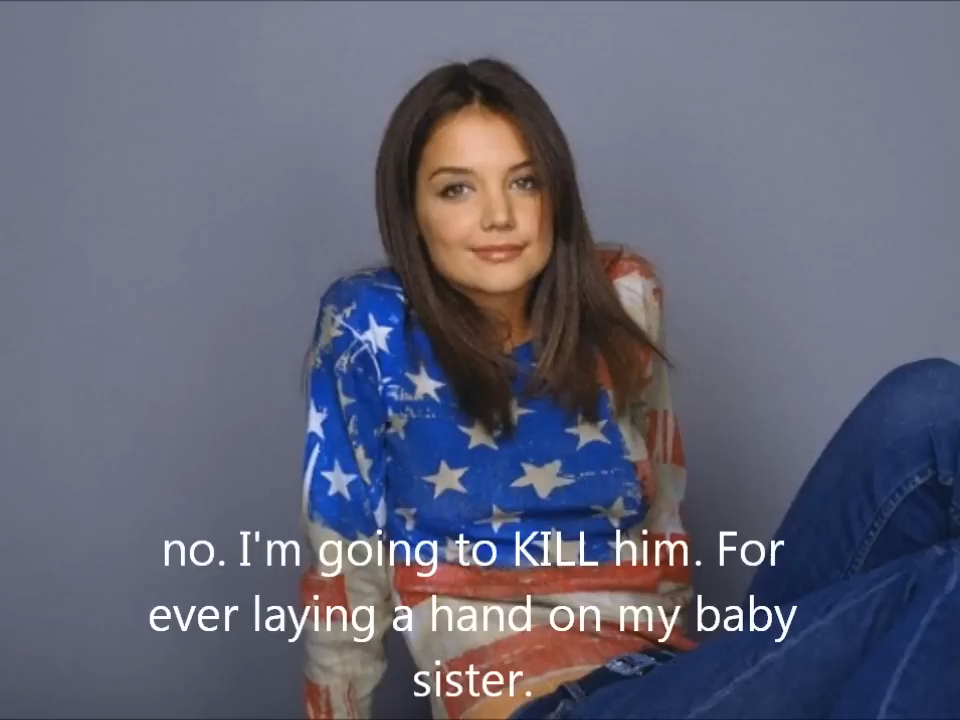 no. I'm going to KILL him. For
ever laying a hand on my baby
sister.